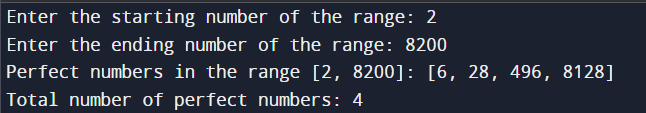 Enter the starting number of the range: 2
Enter the ending number of the range: 8200
Perfect numbers in the range [2, 8200]: [6, 28, 496, 8128]
Total number of perfect numbers: 4